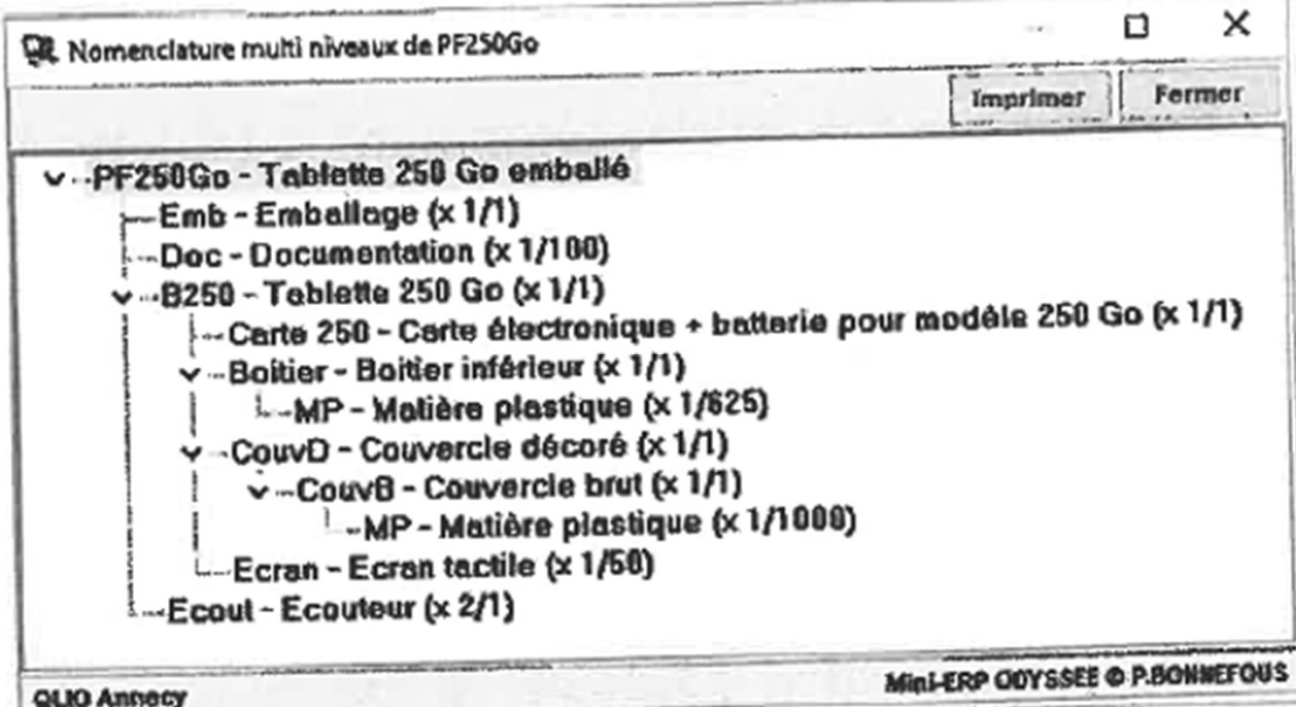 Nomenclature multi niveaux de PF250Go
Imprimer Fermer
PF250Go - Tablette 250 Go emballé
Emb - Emballage (x 1/1)
Doc - Documentation (x 1/100)
B250 - Tablette 250 Go (x 1/1)
Carte 250 - Carte électronique + batterie pour modèle 250 Go (x 1/1)
Boitier - Boitier inférieur (x 1/1)
MP - Matière plastique (x 1/625)
CouvD - Couvercle décoré (x 1/1)
CouvB - Couvercle brut (x 1/1)
MP - Matière plastique (x 1/1000)
Ecran - Ecran tactile (x 1/50)
Ecout - Ecouteur (x 2/1)
QLIO Annecy Mini-ERP ODYSSEE © P.BONNEFOUS